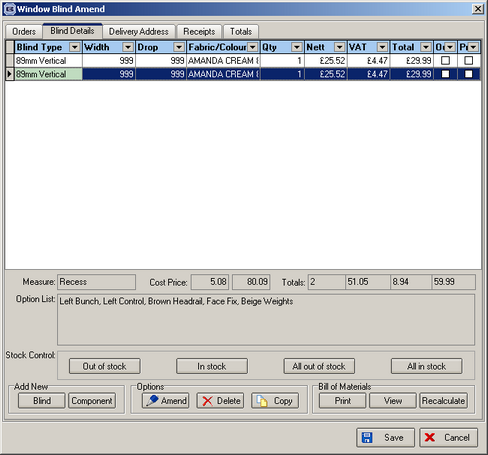 Window Blind Amend
Orders Blind Details Delivery Address Receipts Totals
Blind Type Width Drop Fabric/Colour Qty Nett VAT Total
89mm Vertical 999 999 AMANDA CREAM 1 £25.52 £4.47 £29.99
89mm Vertical 999 999 AMANDA CREAM 1 £25.52 £4.47 £29.99
Measure: Recess Cost Price: 5.08 80.09 Totals: 2 51.05 8.94 59.99
Option List: Left Bunch, Left Control, Brown Headrail, Face Fix, Beige Weights
Stock Control: Out of stock In stock All out of stock All in stock
Add New Options Bill of Materials
Blind Component Amend Delete Copy Print View Recalculate
Save Cancel